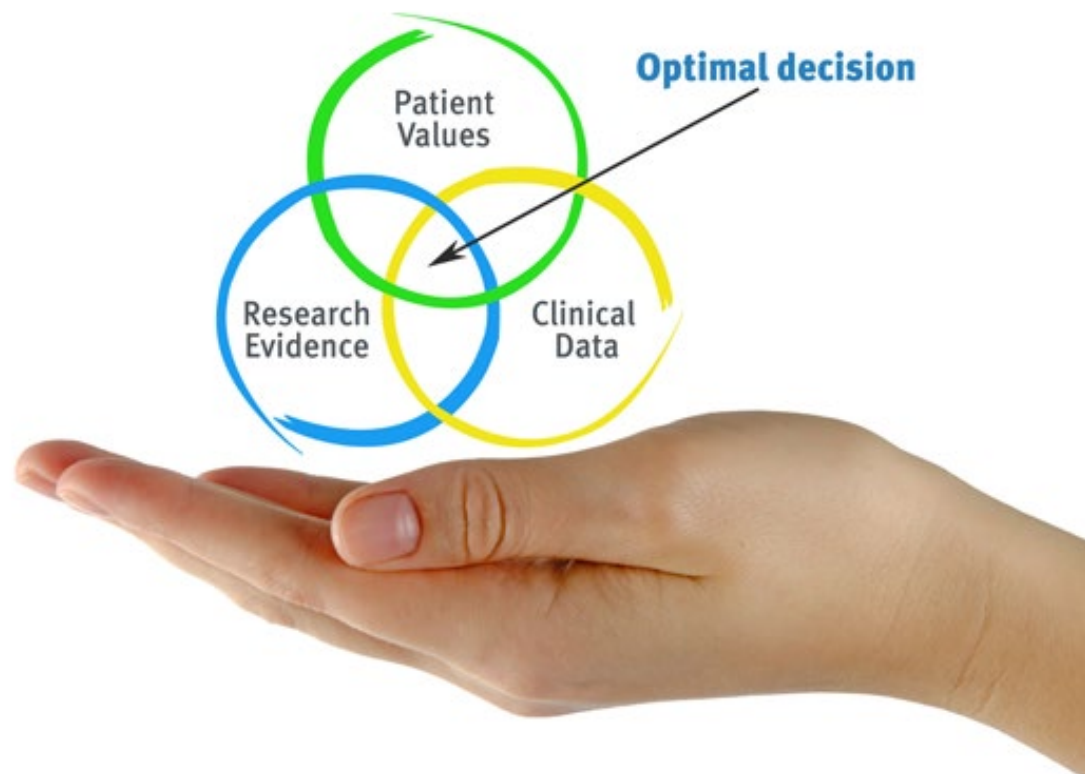 Optimal decision
Patient
Values
Research
Evidence
Clinical
Data